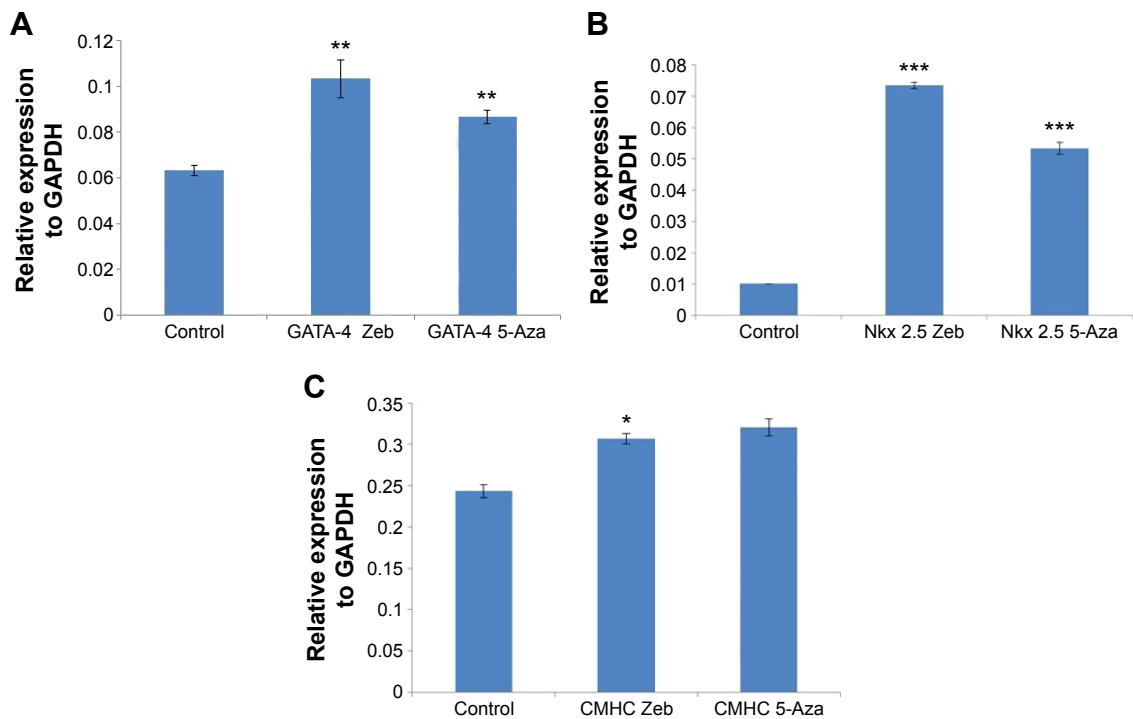 A
Relative expression
to GAPDH
0.12
0.1
0.08
0.06
0.04
0.02
0
**
**
Control
GATA-4 Zeb
GATA-4 5-Aza
B
Relative expression
to GAPDH
0.08
0.07
0.06
0.05
0.04
0.03
0.02
0.01
0
***
***
Control
Nkx 2.5 Zeb
Nkx 2.5 5-Aza
C
Relative expression
to GAPDH
0.35
0.3
0.25
0.2
0.15
0.1
0.05
0
*
Control
CMHC Zeb
CMHC 5-Aza